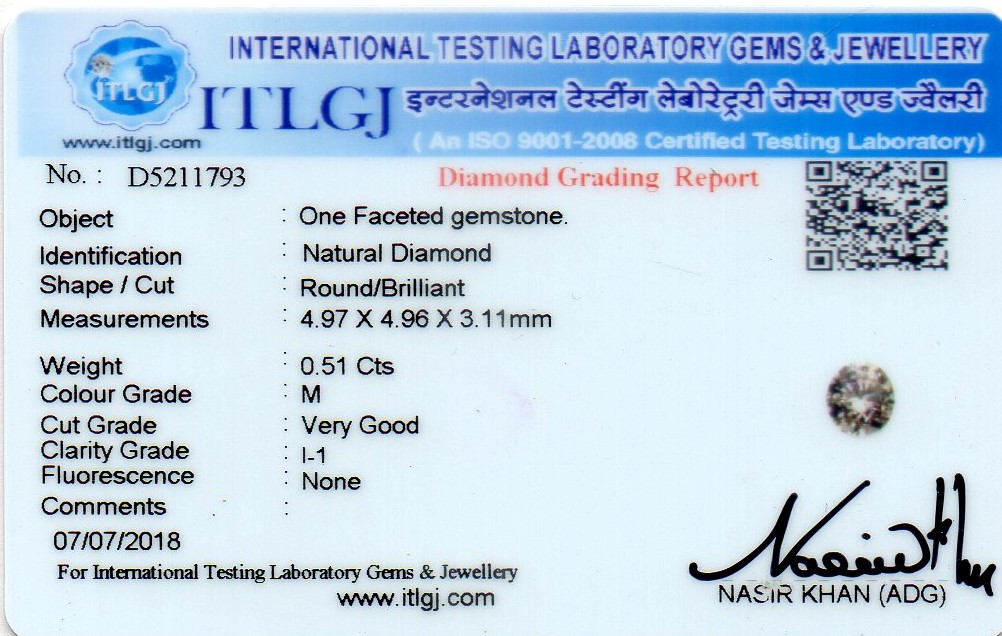 INTERNATIONAL TESTING LABORATORY GEMS & JEWELLERY
ITLGJ
ITLGJ इन्टरनेशनल टेस्टींग लेबोरेट्ररी जेम्स एण्ड ज्वैलरी
www.itlgj.com
( An ISO 9001-2008 Certified Testing Laboratory)
No. : D5211793
Diamond Grading Report
Object : One Faceted gemstone.
Identification : Natural Diamond
Shape / Cut : Round/Brilliant
Measurements : 4.97 X 4.96 X 3.11mm
Weight : 0.51 Cts
Colour Grade : M
Cut Grade : Very Good
Clarity Grade : I-1
Fluorescence : None
Comments :
07/07/2018
For International Testing Laboratory Gems & Jewellery
www.itlgj.com
NASIR KHAN (ADG)